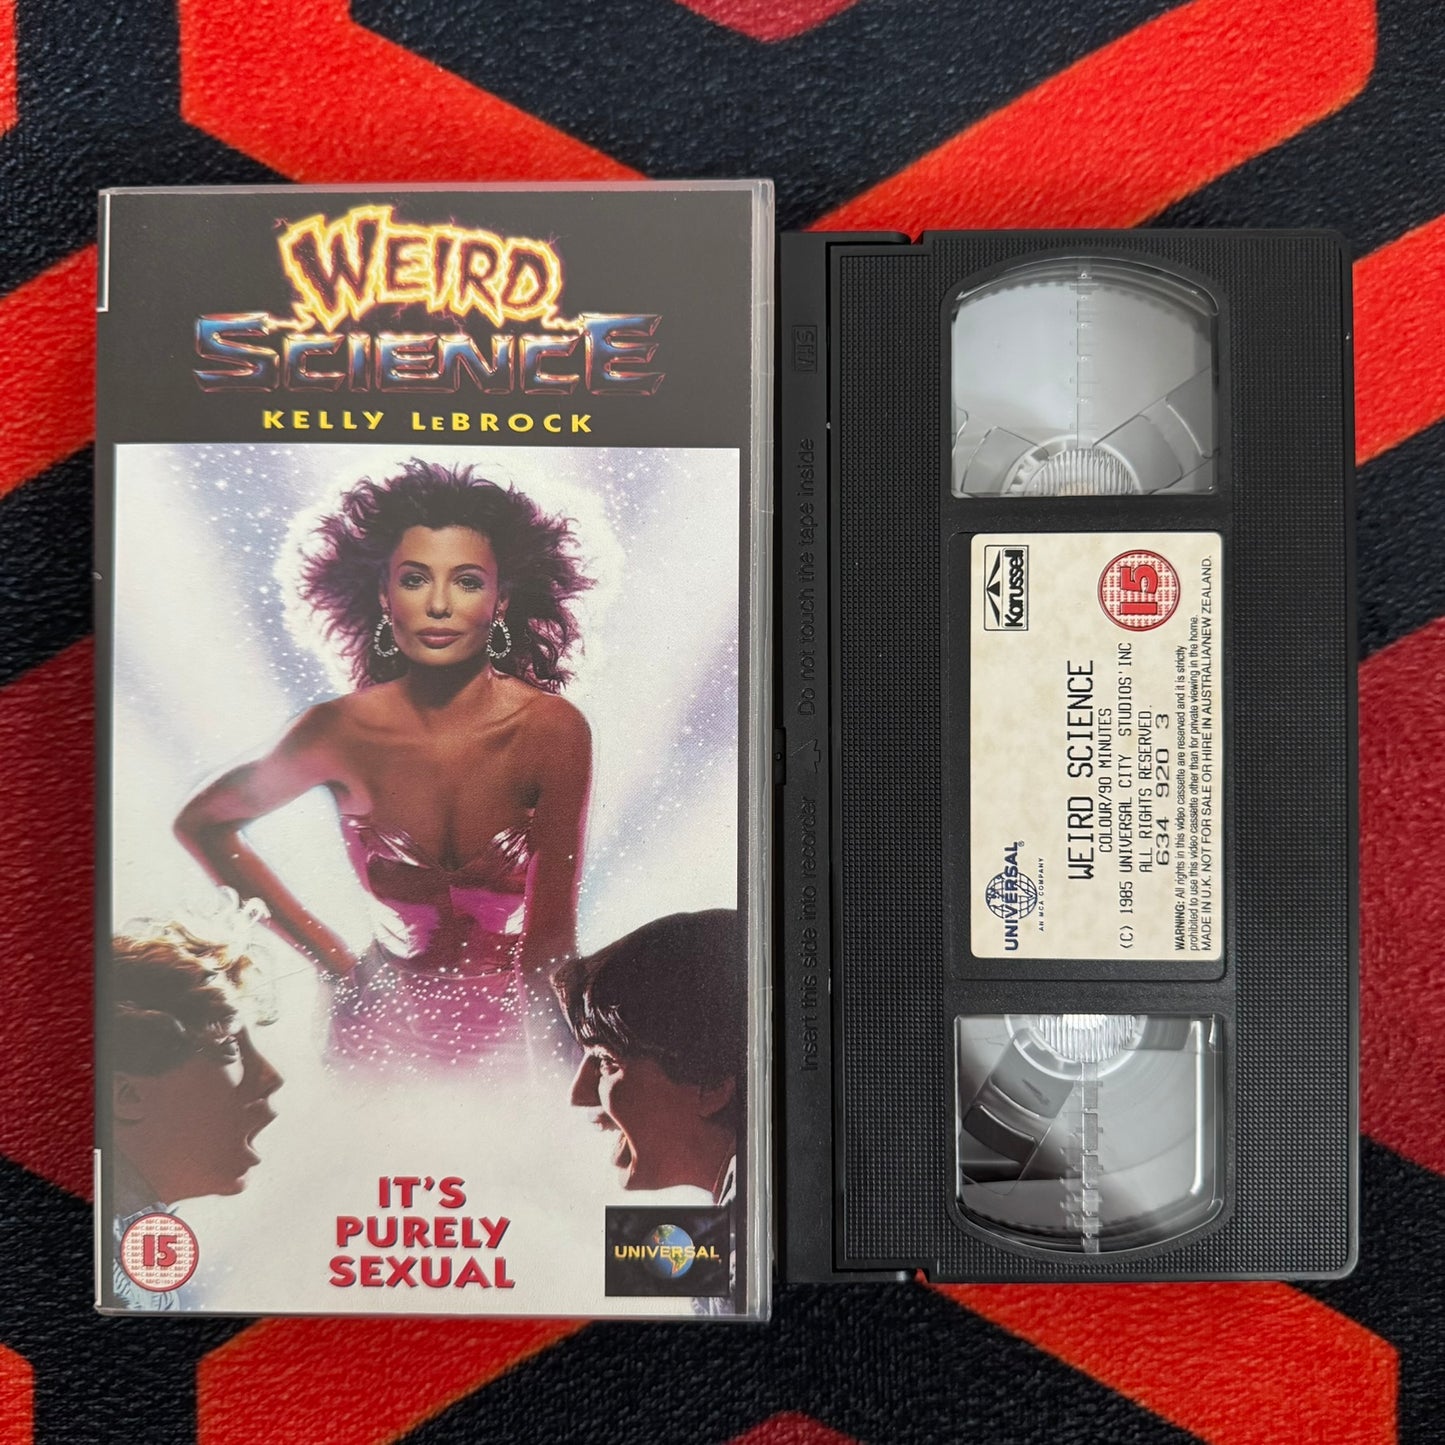 WEIRD
SCIENCE
KELLY LEBROCK
IT'S
PURELY
SEXUAL
15
UNIVERSAL
VHS
Do not touch the tape inside
Insert this side into recorder
Karussell
15
UNIVERSAL®
AN MCA COMPANY
WEIRD SCIENCE
COLOUR/90 MINUTES
(C) 1985 UNIVERSAL CITY STUDIOS'INC
ALL RIGHTS RESERVED.
634 920 3
WARNING: All rights in this video cassette are reserved and it is strictly
prohibited to use this video cassette other than for private viewing in the home.
MADE IN U.K. NOT FOR SALE OR HIRE IN AUSTRALIA/NEW ZEALAND.